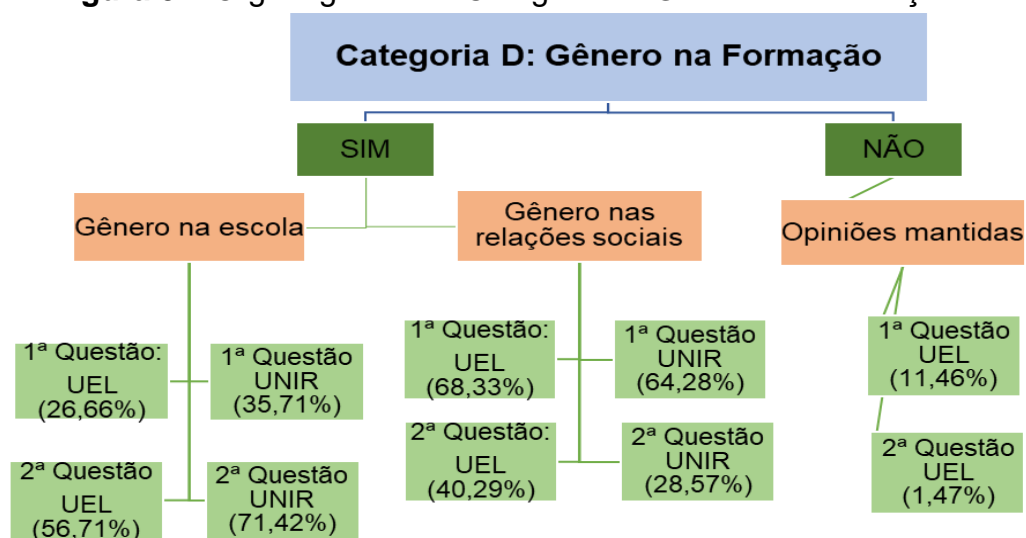 Categoria D: Gênero na Formação
SIM
NÃO
Gênero na escola
Gênero nas
relações sociais
Opiniões mantidas
1ª Questão:
UEL
(26,66%)
1ª Questão
UNIR
(35,71%)
2ª Questão
UEL
(56,71%)
2ª Questão
UNIR
(71,42%)
1ª Questão:
UEL
(68,33%)
1ª Questão
UNIR
(64,28%)
2ª Questão:
UEL
(40,29%)
2ª Questão
UNIR
(28,57%)
1ª Questão
UEL
(11,46%)
2ª Questão
UEL
(1,47%)